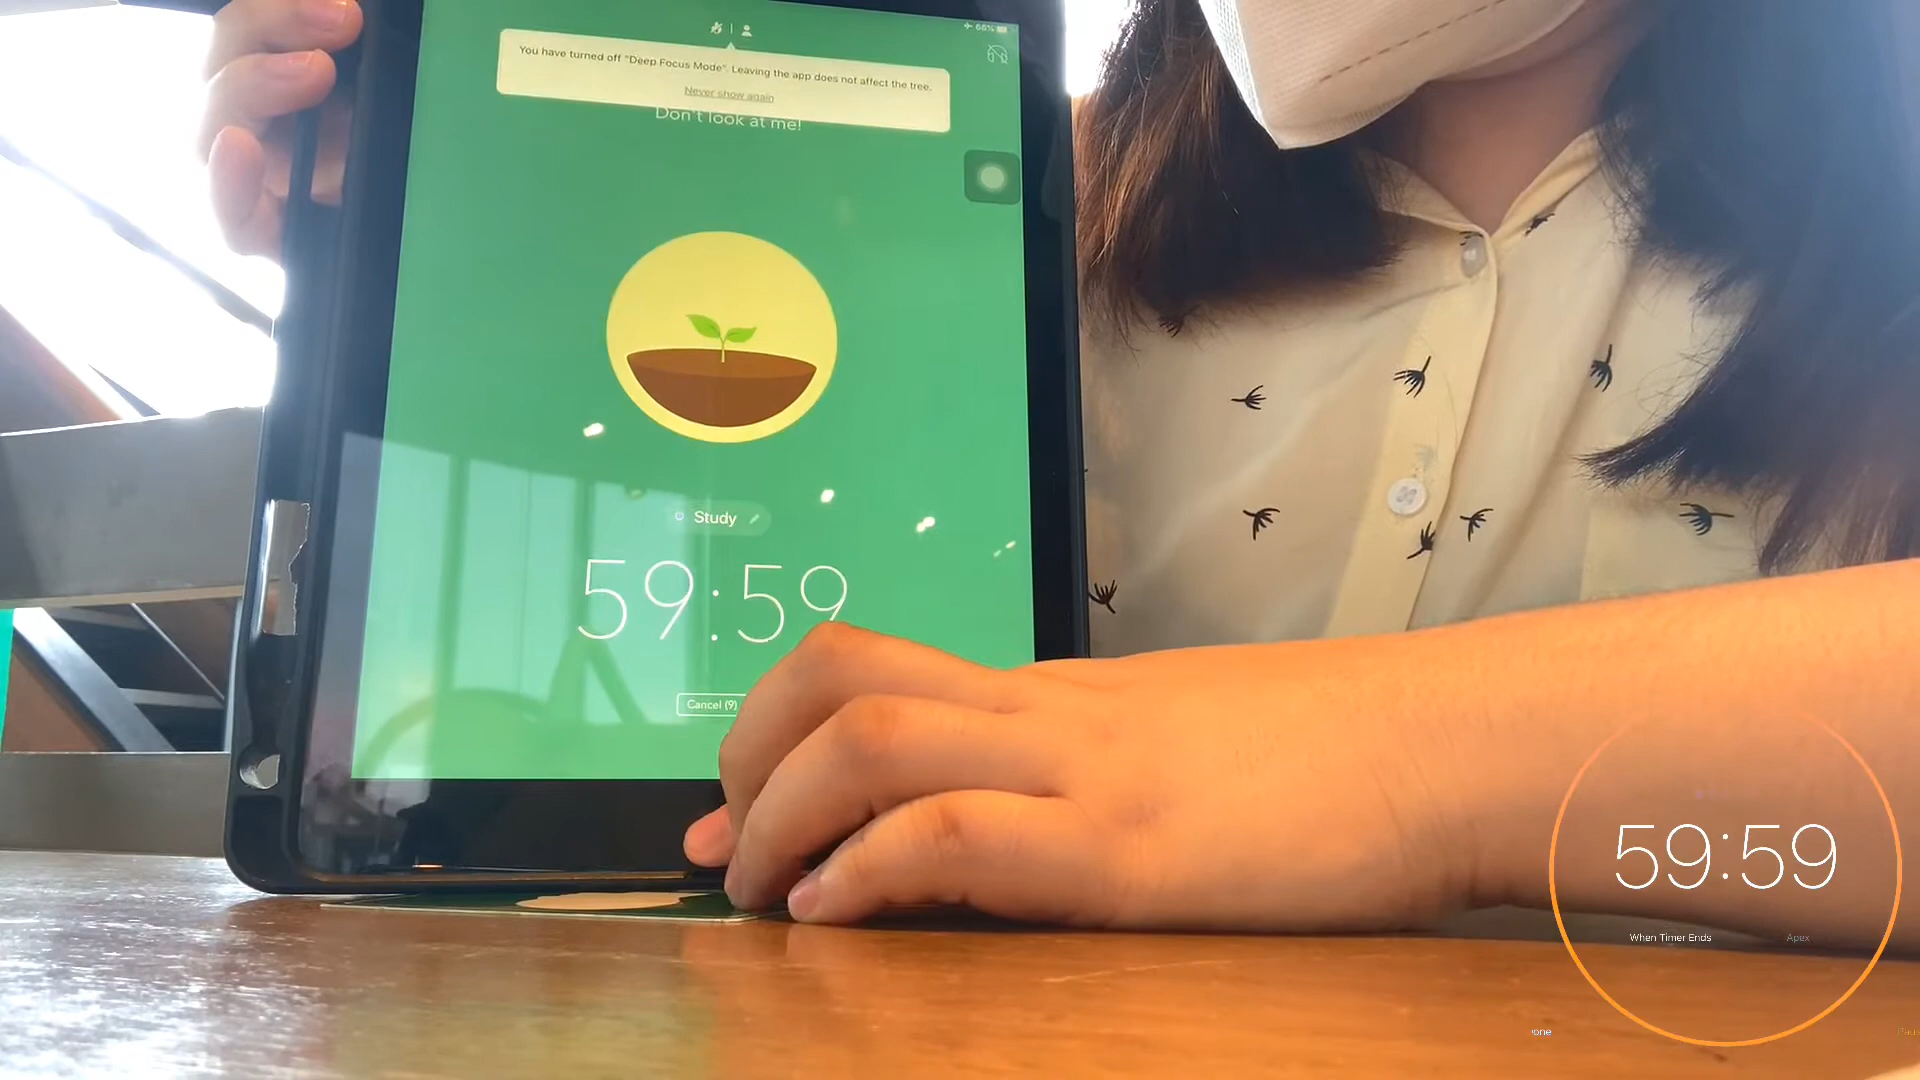 66%
You have turned off "Deep Focus Mode". Leaving the app does not affect the tree.
Never show again
Don't look at me!
Study
59:59
Cancel (9)
59:59
When Timer Ends
Apex